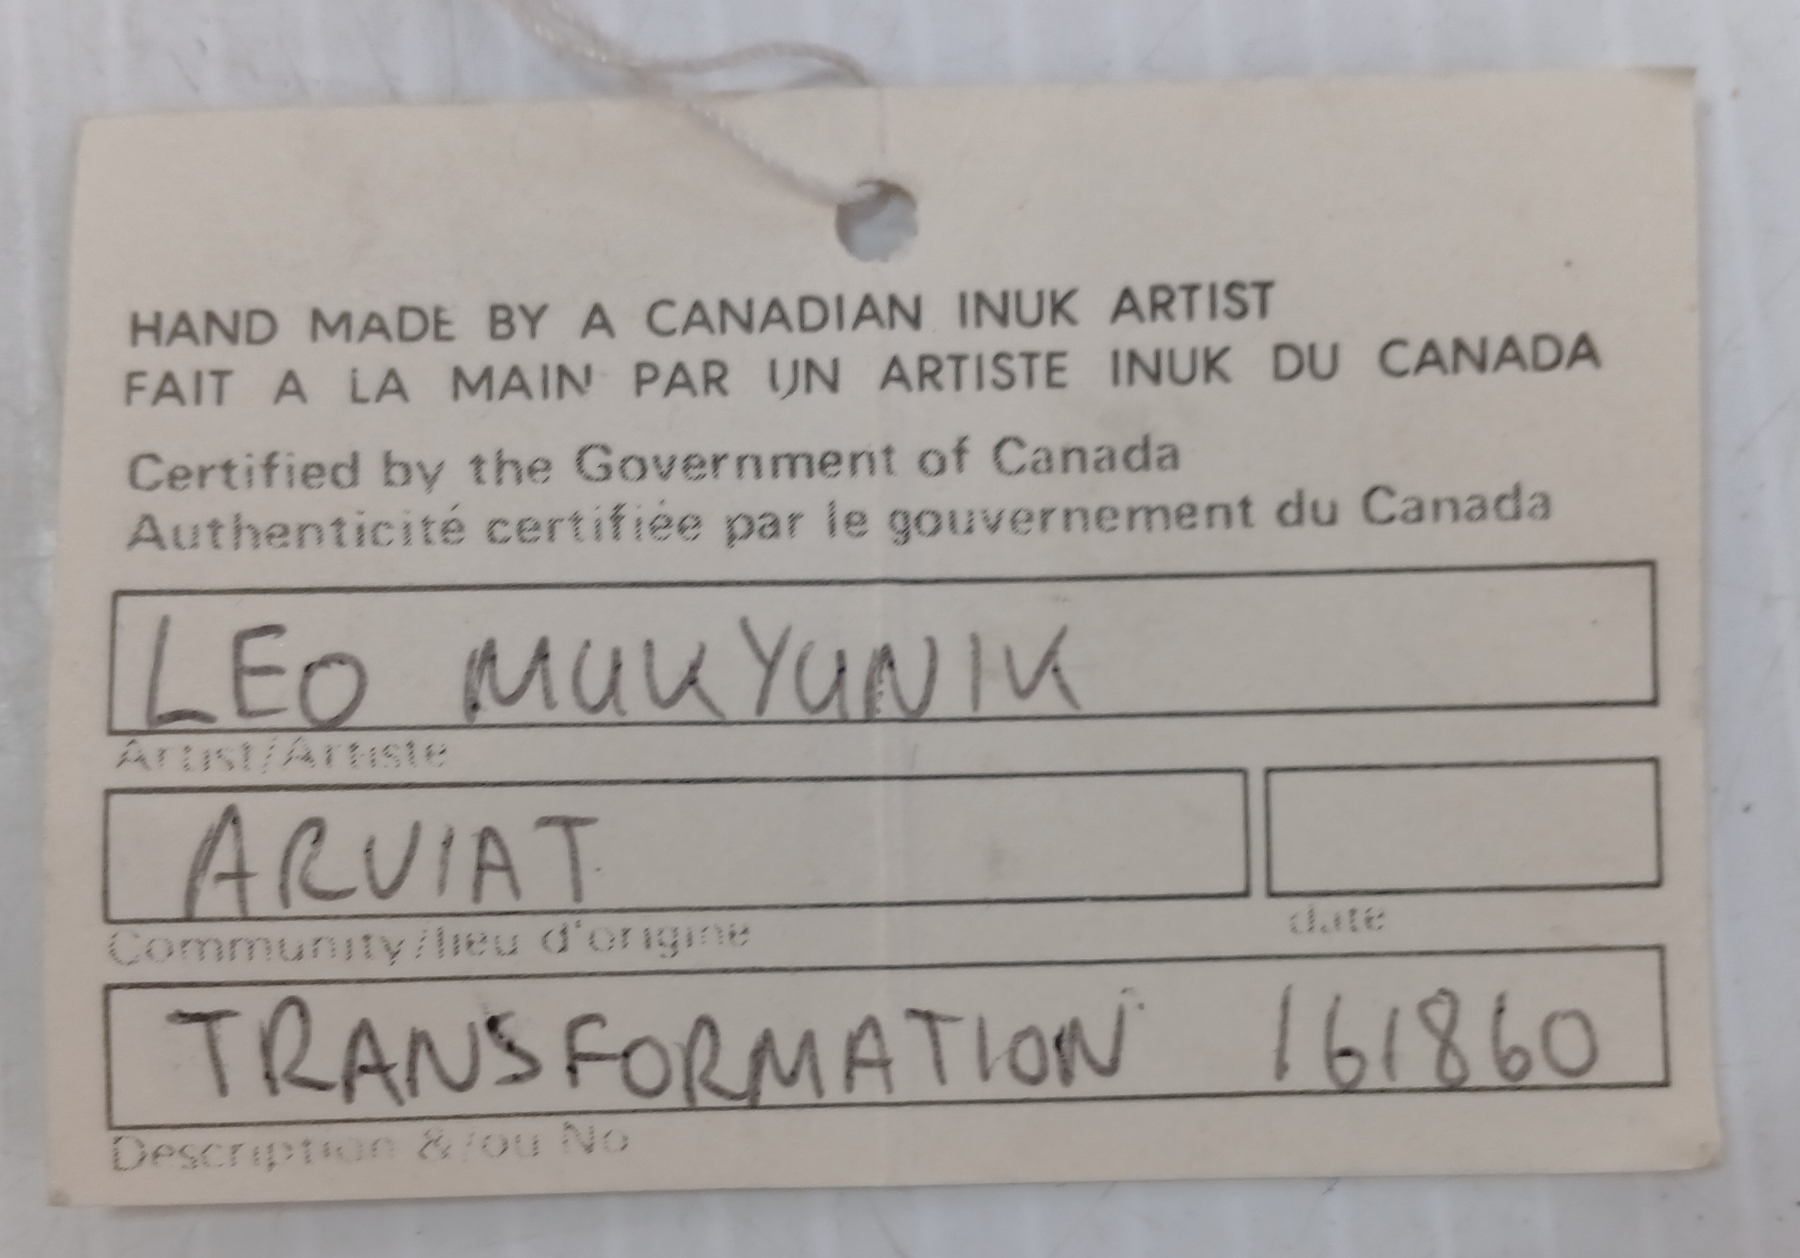 HAND MADE BY A CANADIAN INUK ARTIST
FAIT A LA MAIN PAR UN ARTISTE INUK DU CANADA
Certified by the Government of Canada
Authenticité certifiée par le gouvernement du Canada
LEO MUKYUNIK
Artist/Artiste
ARVIAT
Community/lieu d'origine
date
TRANSFORMATION 161860
Description &/ou No